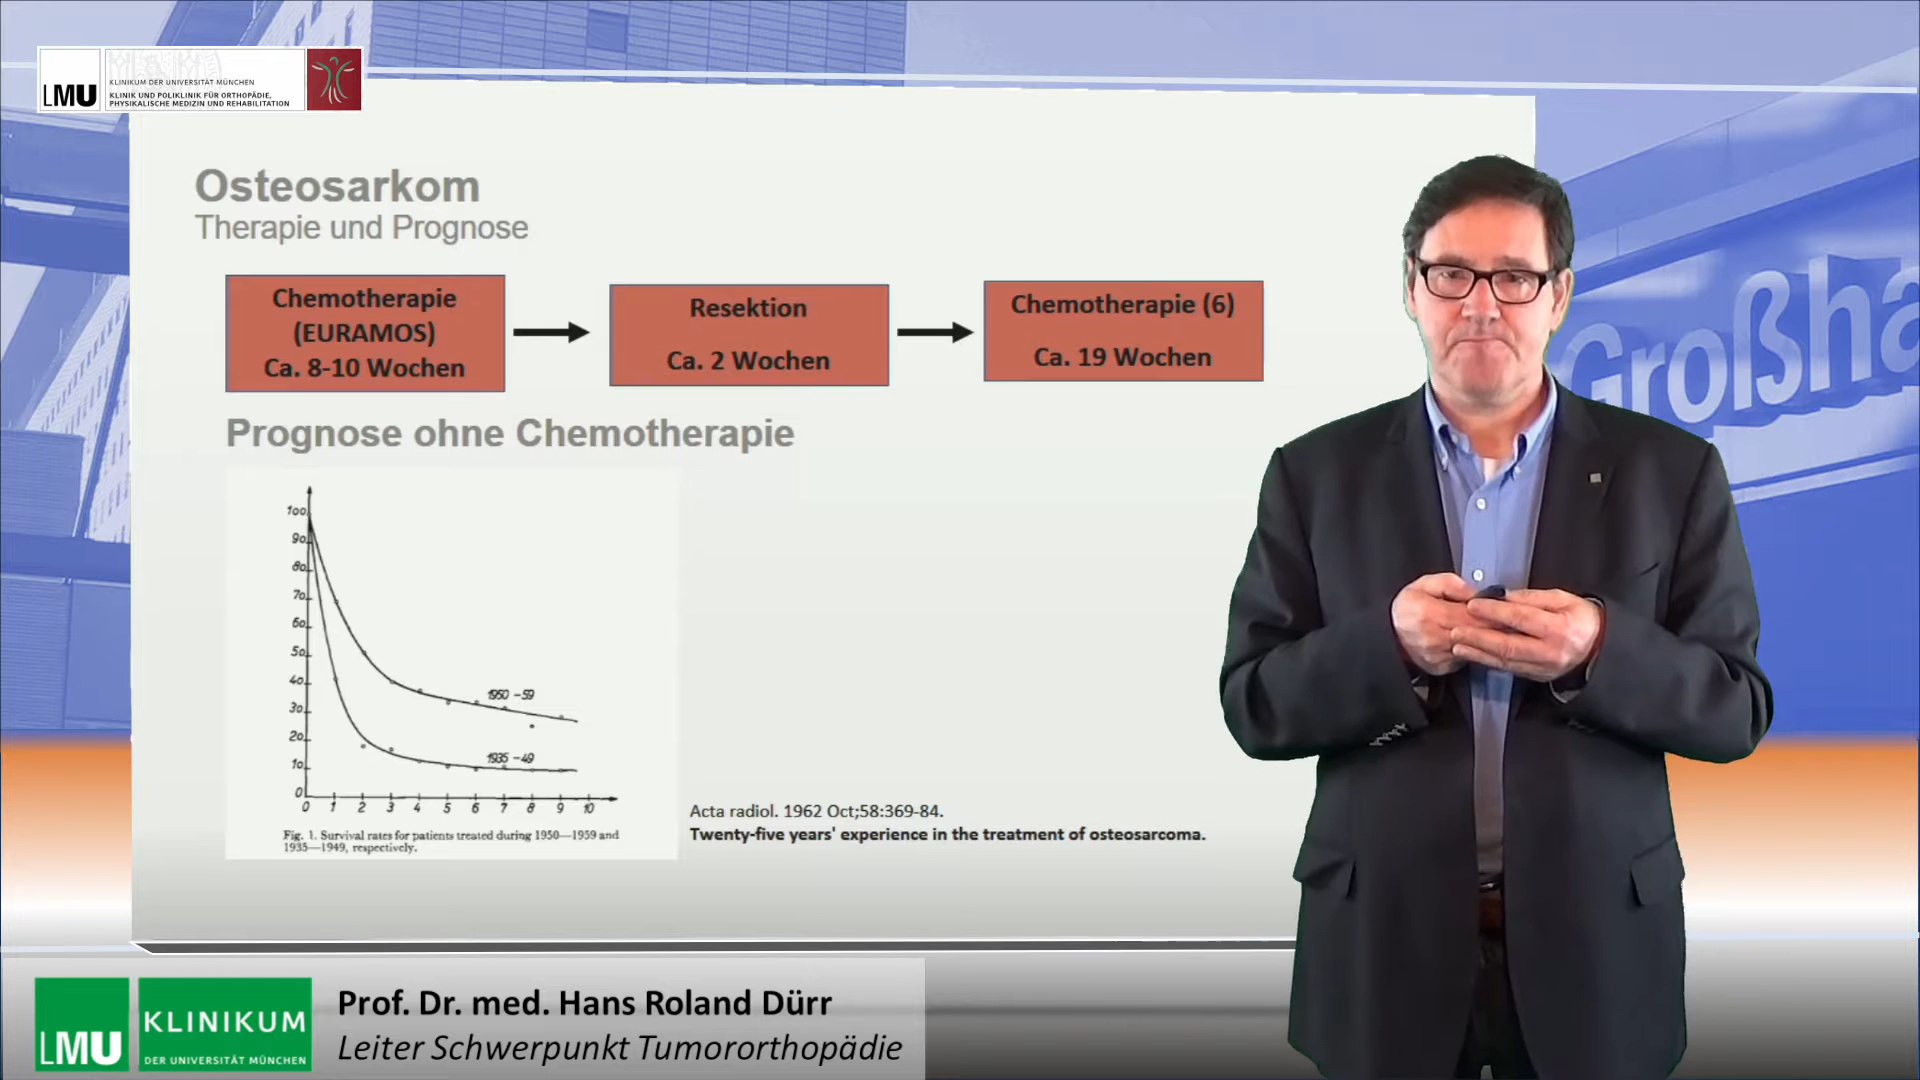 LMU
KLINIKUM DER UNIVERSITÄT MÜNCHEN
KLINIK UND POLIKLINIK FÜR ORTHOPÄDIE,
PHYSIKALISCHE MEDIZIN UND REHABILITATION
Großha
Osteosarkom
Therapie und Prognose
Chemotherapie
(EURAMOS)
Ca. 8-10 Wochen
Resektion
Ca. 2 Wochen
Chemotherapie (6)
Ca. 19 Wochen
Prognose ohne Chemotherapie
100
90
80
70
60
50
40
30
20
10
0
1950 - 59
1935 - 49
0 1 2 3 4 5 6 7 8 9 10
Fig. 1. Survival rates for patients treated during 1950—1959 and
1935—1949, respectively.
Acta radiol. 1962 Oct;58:369-84.
Twenty-five years' experience in the treatment of osteosarcoma.
LMU
KLINIKUM
DER UNIVERSITÄT MÜNCHEN
Prof. Dr. med. Hans Roland Dürr
Leiter Schwerpunkt Tumororthopädie